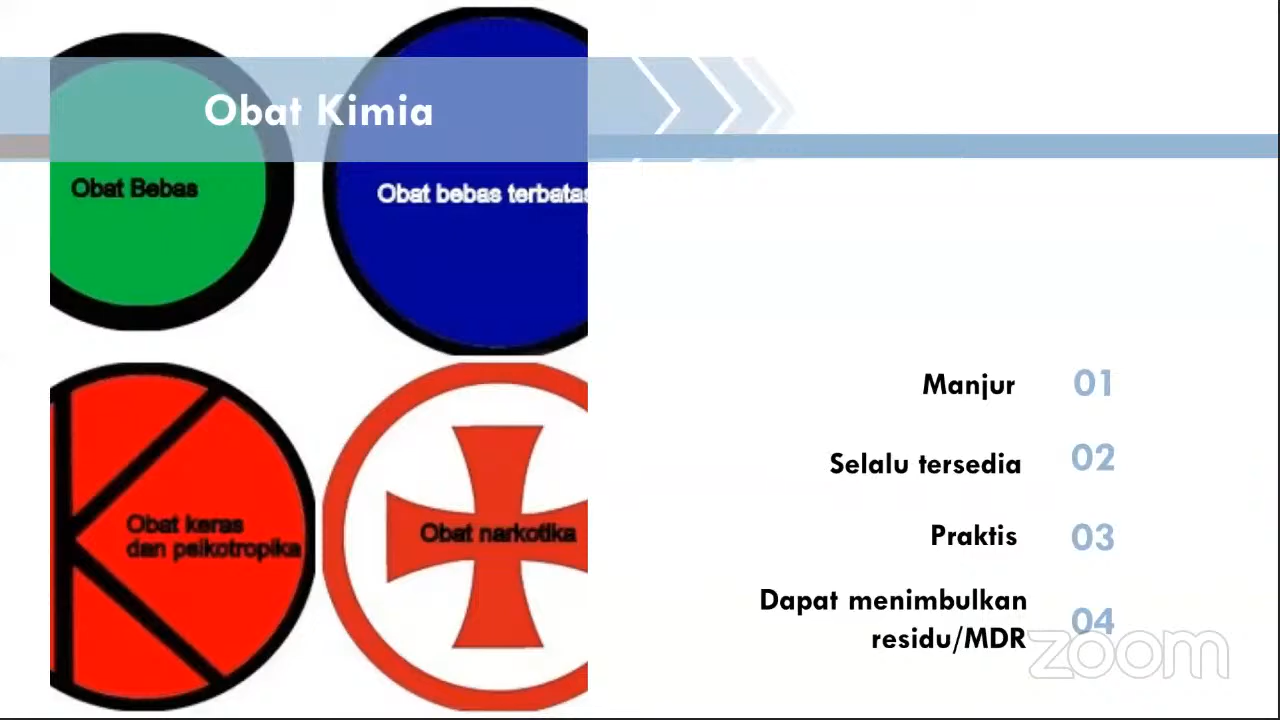 Obat Kimia
Obat Bebas
Obat bebas terbatas
Obat keras
dan psikotropika
Obat narkotika
Manjur 01
Selalu tersedia 02
Praktis 03
Dapat menimbulkan
residu/MDR 04
zoom